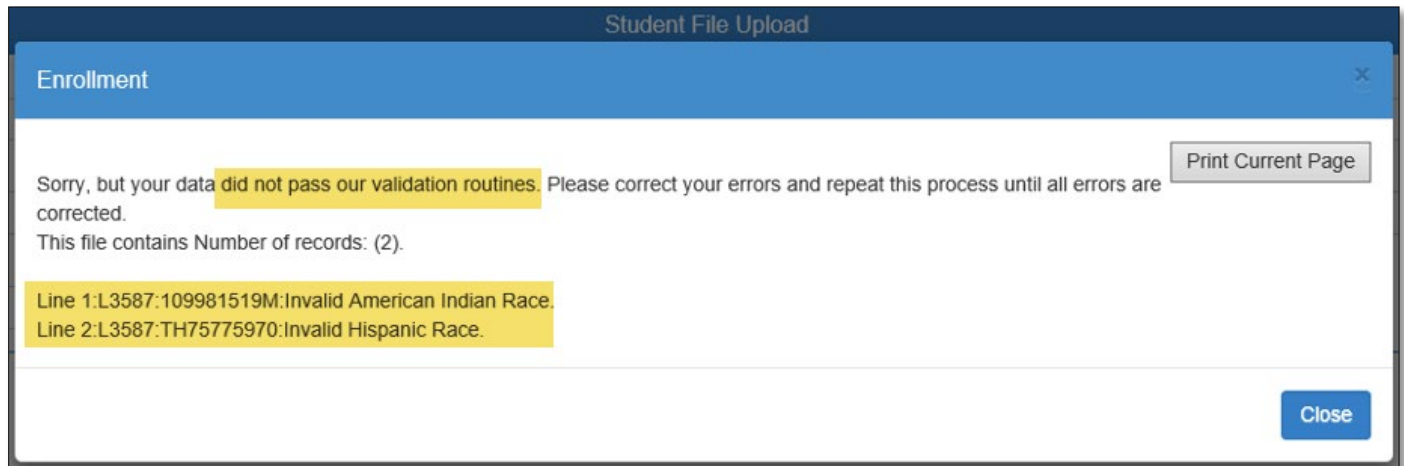 Student File Upload
Enrollment
×
Print Current Page
Sorry, but your data did not pass our validation routines. Please correct your errors and repeat this process until all errors are
corrected.
This file contains Number of records: (2).
Line 1:L3587:109981519M:Invalid American Indian Race.
Line 2:L3587:TH75775970:Invalid Hispanic Race.
Close